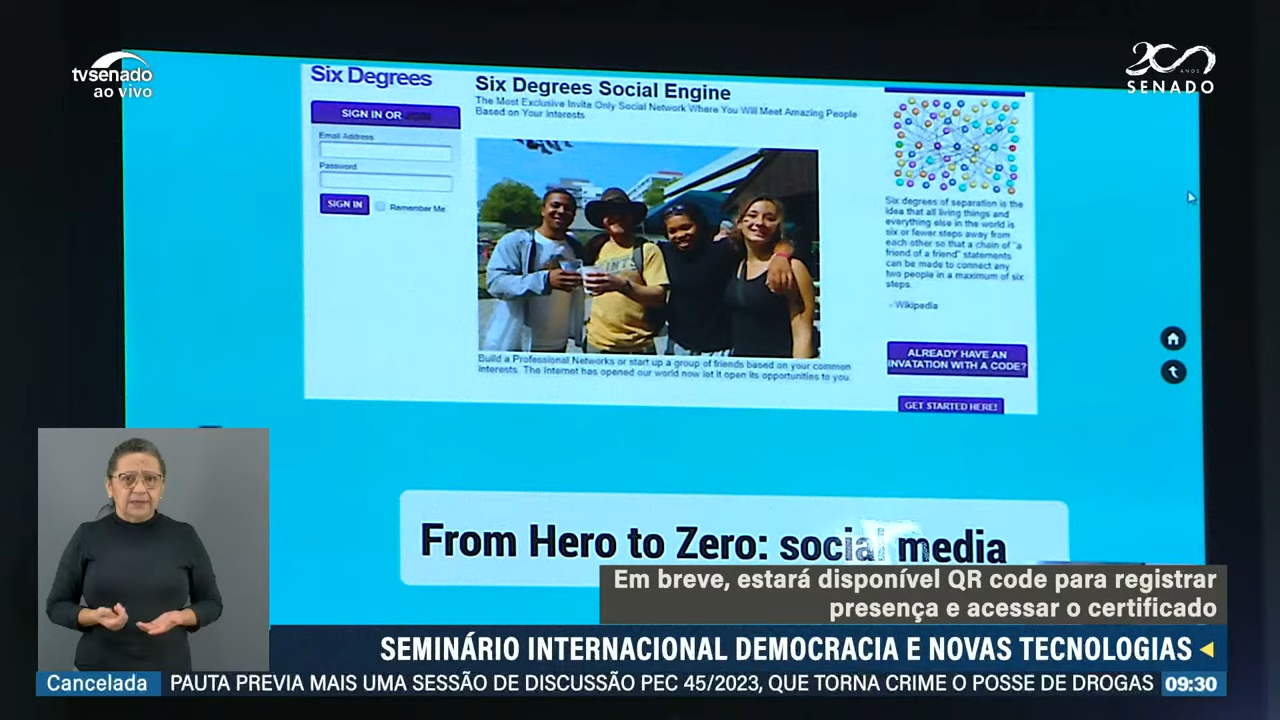 tvsenado
ao vivo
200
ANOS
SENADO
Six Degrees
SIGN IN OR JOIN
Email Address
Password
SIGN IN
Remember Me
Six Degrees Social Engine
The Most Exclusive Invite Only Social Network Where You Will Meet Amazing People
Based on Your Interests
Build a Professional Networks or start up a group of friends based on your common
interests. The Internet has opened our world now let it open its opportunities to you.
Six degrees of separation is the
idea that all living things and
everything else in the world is
six or fewer steps away from
each other so that a chain of "a
friend of a friend" statements
can be made to connect any
two people in a maximum of six
steps.
- Wikipedia
ALREADY HAVE AN
INVATATION WITH A CODE?
GET STARTED HERE!
From Hero to Zero: social media
Em breve, estará disponível QR code para registrar
presença e acessar o certificado
SEMINÁRIO INTERNACIONAL DEMOCRACIA E NOVAS TECNOLOGIAS
Cancelada PAUTA PREVIA MAIS UMA SESSÃO DE DISCUSSÃO PEC 45/2023, QUE TORNA CRIME O POSSE DE DROGAS 09:30